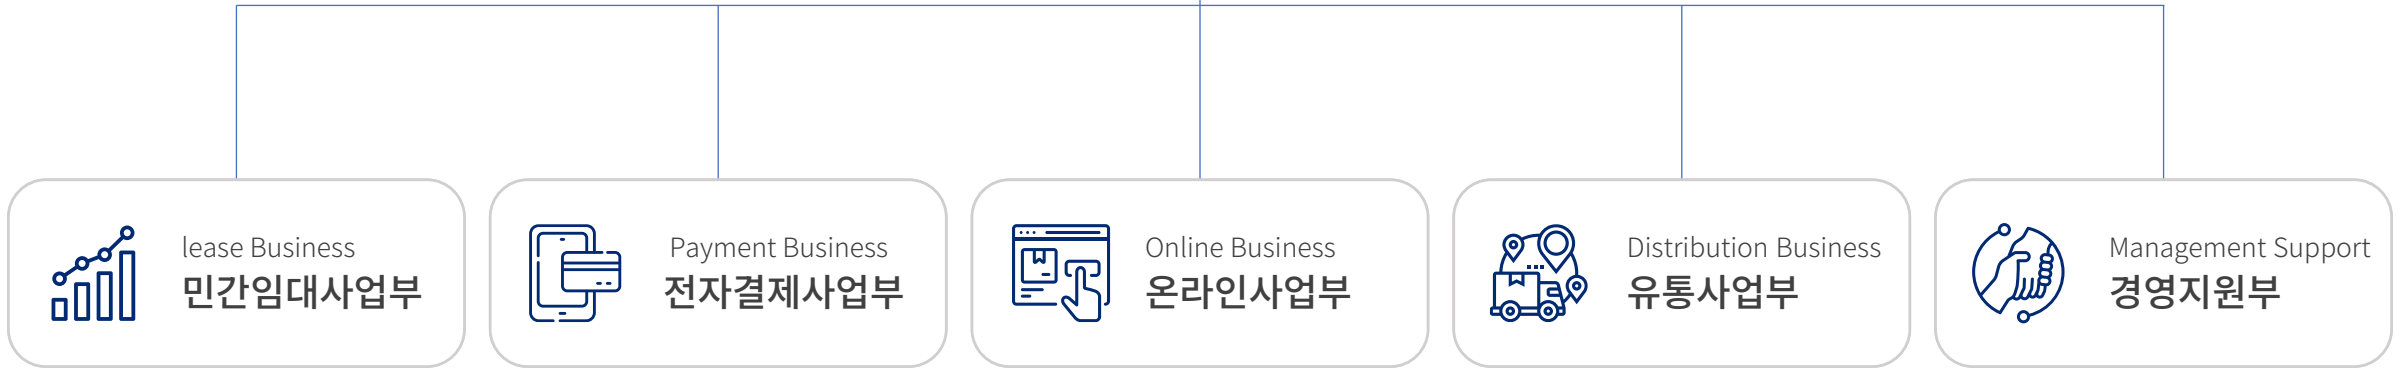 lease Business
민간임대사업부
Payment Business
전자결제사업부
Online Business
온라인사업부
Distribution Business
유통사업부
Management Support
경영지원부